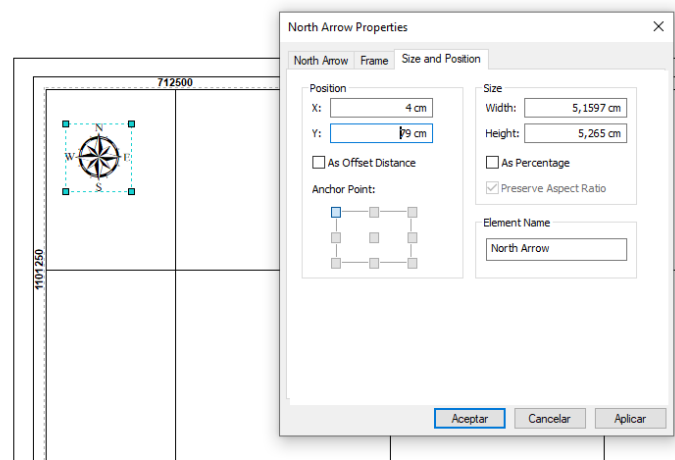 North Arrow Properties
North Arrow Frame Size and Position
Position
X: 4 cm
Y: 79 cm
As Offset Distance
Anchor Point:
Size
Width: 5,1597 cm
Height: 5,265 cm
As Percentage
Preserve Aspect Ratio
Element Name
North Arrow
Aceptar Cancelar Aplicar
712500
N
W E
S
1101250